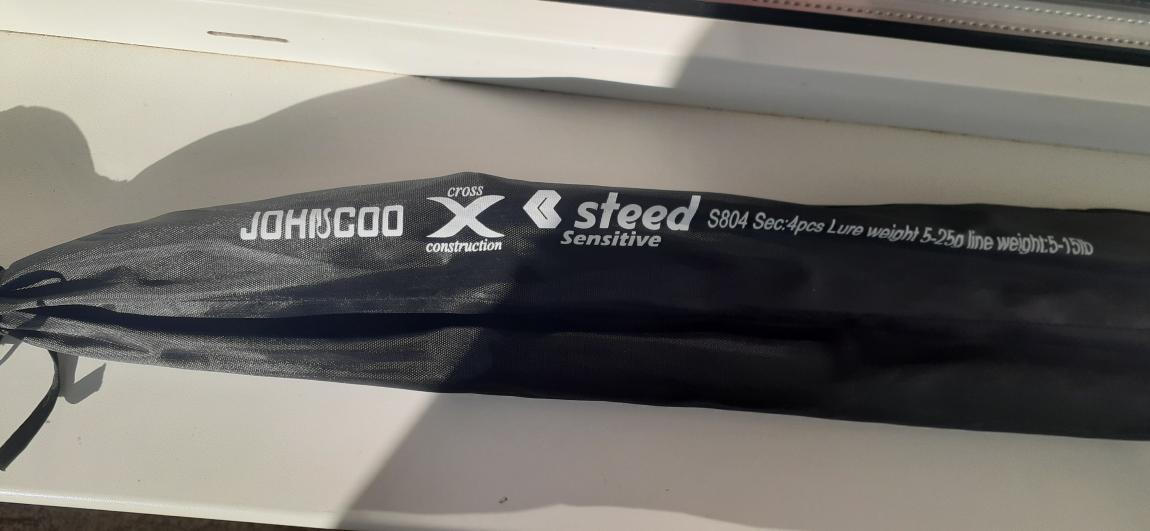 JOHNCOO
cross
X
construction
steed
Sensitive
S804 Sec:4pcs Lure weight 5-25g line weight:5-15lb